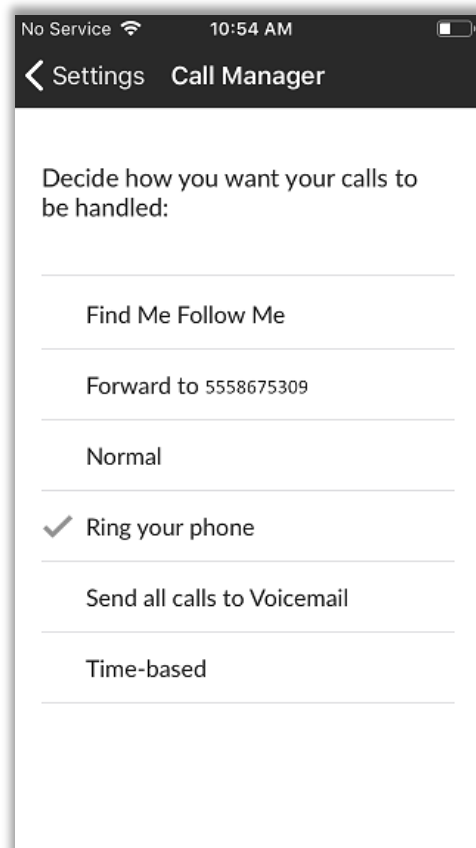 No Service 10:54 AM
Settings Call Manager
Decide how you want your calls to
be handled:
Find Me Follow Me
Forward to 5558675309
Normal
Ring your phone
Send all calls to Voicemail
Time-based